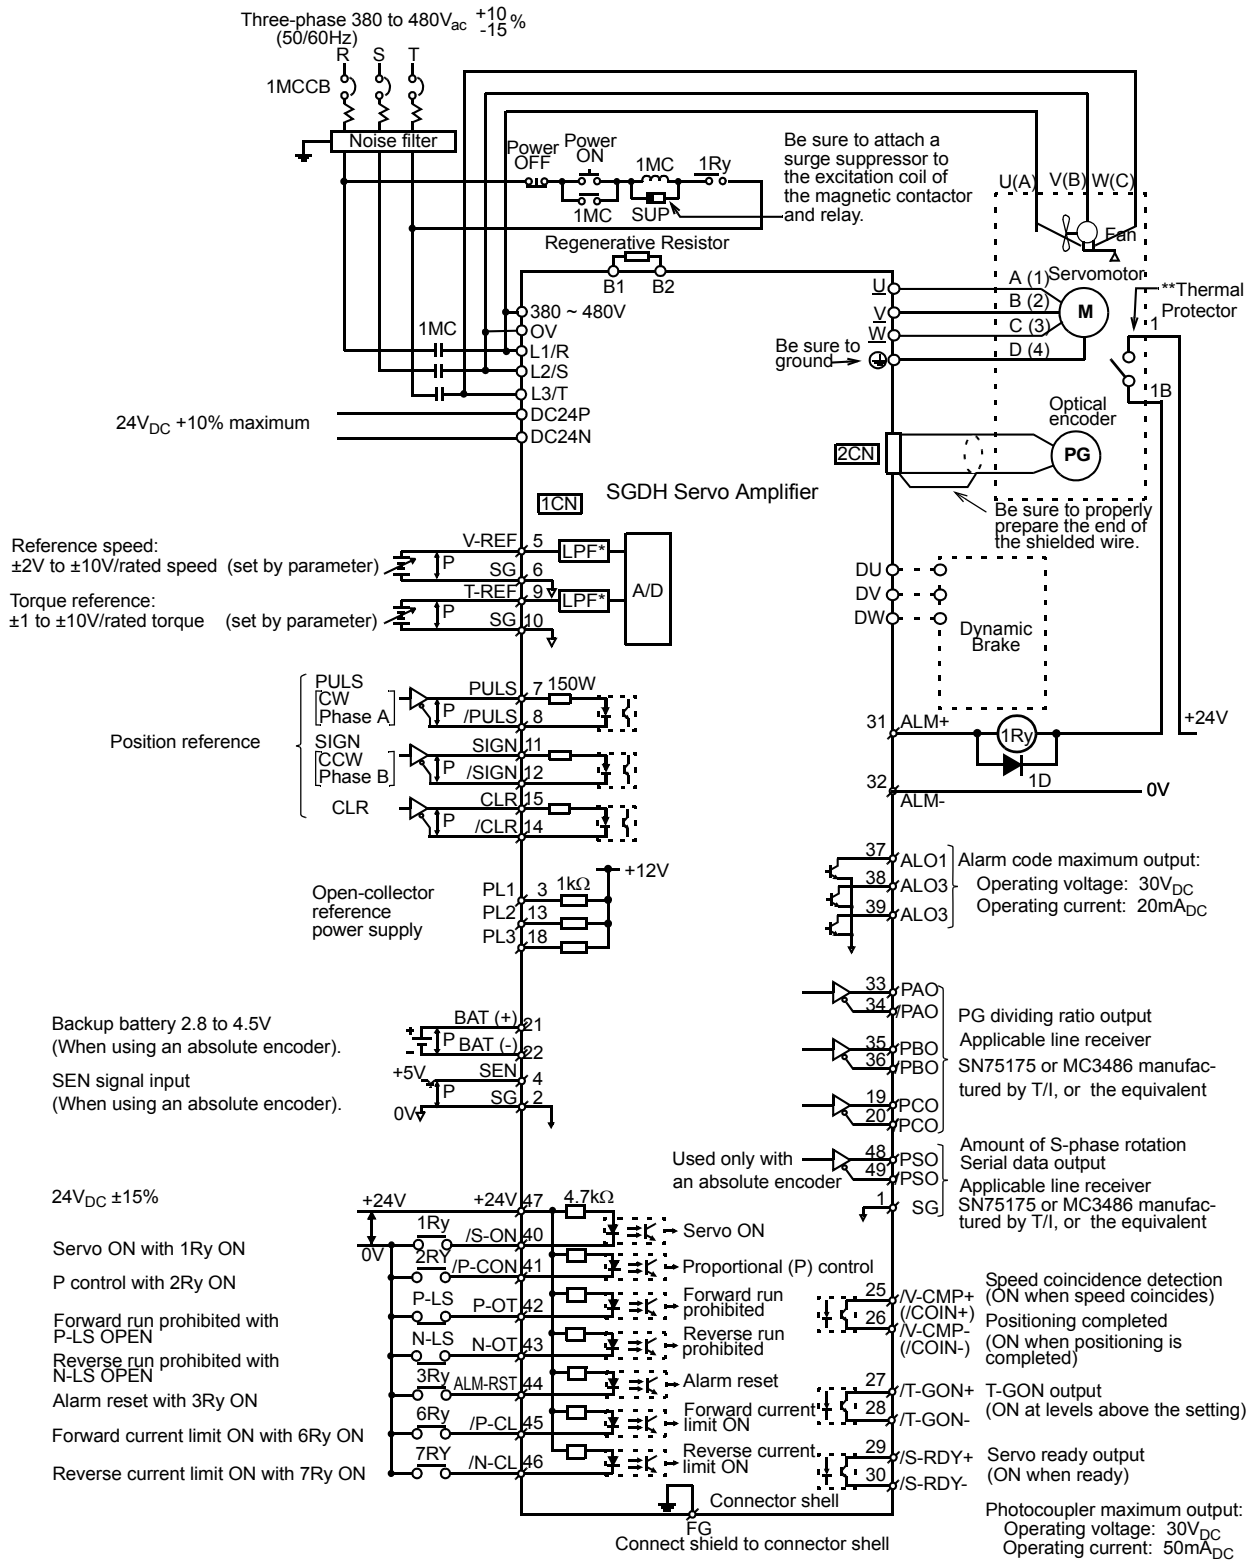 Three-phase 380 to 480Vac +10 -15 %
(50/60Hz)
R S T
1MCCB
Noise filter
Power OFF
Power ON
1MC
1Ry
1MC
SUP
Be sure to attach a
surge suppressor to
the excitation coil of
the magnetic contactor
and relay.
U(A) V(B) W(C)
Fan
Regenerative Resistor
B1 B2
Servomotor
**Thermal
Protector
1
1B
380 ~ 480V
OV
1MC
L1/R
L2/S
L3/T
DC24P
DC24N
24VDC +10% maximum
U
V
W
A (1)
B (2)
C (3)
D (4)
M
Be sure to
ground
Optical
encoder
2CN
PG
Be sure to properly
prepare the end of
the shielded wire.
1CN
SGDH Servo Amplifier
Reference speed:
±2V to ±10V/rated speed (set by parameter)
Torque reference:
±1 to ±10V/rated torque (set by parameter)
P
P
V-REF 5
SG 6
T-REF 9
SG 10
LPF*
LPF*
A/D
DU
DV
DW
Dynamic
Brake
Position reference
PULS
CW
Phase A
SIGN
CCW
Phase B
CLR
P
P
P
PULS 7 150W
/PULS 8
SIGN 11
/SIGN 12
CLR 15
/CLR 14
31 ALM+
1Ry
1D
+24V
32
ALM-
0V
Open-collector
reference
power supply
PL1 3 1kΩ
PL2 13
PL3 18
+12V
37 ALO1
38 ALO3
39 ALO3
Alarm code maximum output:
Operating voltage: 30VDC
Operating current: 20mADC
33 PAO
34 /PAO
35 PBO
36 PBO
19 PCO
20 PCO
PG dividing ratio output
Applicable line receiver
SN75175 or MC3486 manufac-
tured by T/I, or the equivalent
Backup battery 2.8 to 4.5V
(When using an absolute encoder).
+
-
P
BAT (+) 21
BAT (-) 22
SEN signal input
(When using an absolute encoder).
+5V
0V
P
SEN 4
SG 2
Used only with
an absolute encoder
48 PSO
49 PSO
1 SG
Amount of S-phase rotation
Serial data output
Applicable line receiver
SN75175 or MC3486 manufac-
tured by T/I, or the equivalent
24VDC ±15%
+24V
0V
+24V 47 4.7kΩ
Servo ON with 1Ry ON
1Ry /S-ON 40
Servo ON
P control with 2Ry ON
2RY /P-CON 41
Proportional (P) control
Forward run prohibited with
P-LS OPEN
P-LS P-OT 42
Forward run
prohibited
Reverse run prohibited with
N-LS OPEN
N-LS N-OT 43
Reverse run
prohibited
Alarm reset with 3Ry ON
3Ry ALM-RST 44
Alarm reset
Forward current limit ON with 6Ry ON
6Ry /P-CL 45
Forward current
limit ON
Reverse current limit ON with 7Ry ON
7RY /N-CL 46
Reverse current
limit ON
25 /V-CMP+
(/COIN+)
26 /V-CMP-
(/COIN-)
Speed coincidence detection
(ON when speed coincides)
Positioning completed
(ON when positioning is
completed)
27 /T-GON+
28 /T-GON-
T-GON output
(ON at levels above the setting)
29 /S-RDY+
30 /S-RDY-
Servo ready output
(ON when ready)
Connector shell
FG
Connect shield to connector shell
Photocoupler maximum output:
Operating voltage: 30VDC
Operating current: 50mADC